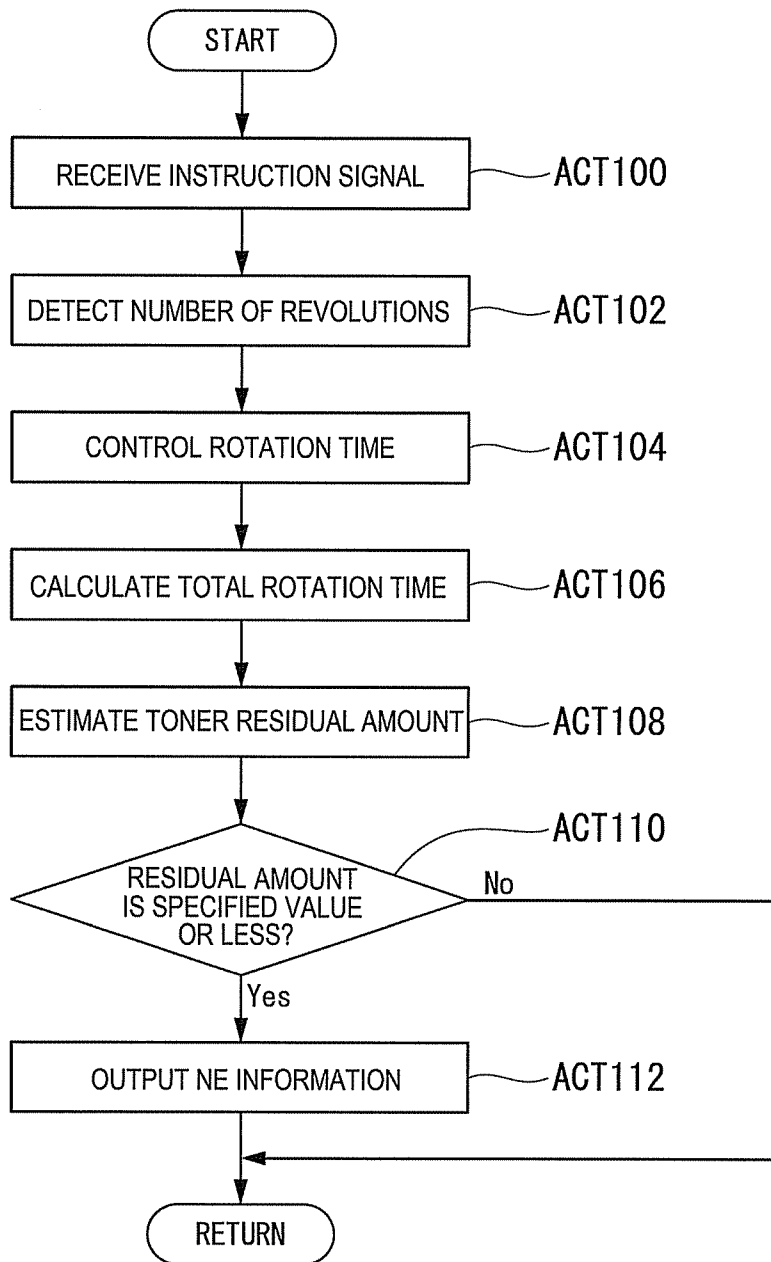 START
RECEIVE INSTRUCTION SIGNAL
ACT100
DETECT NUMBER OF REVOLUTIONS
ACT102
CONTROL ROTATION TIME
ACT104
CALCULATE TOTAL ROTATION TIME
ACT106
ESTIMATE TONER RESIDUAL AMOUNT
ACT108
ACT110
RESIDUAL AMOUNT
IS SPECIFIED VALUE
OR LESS?
No
Yes
OUTPUT NE INFORMATION
ACT112
RETURN